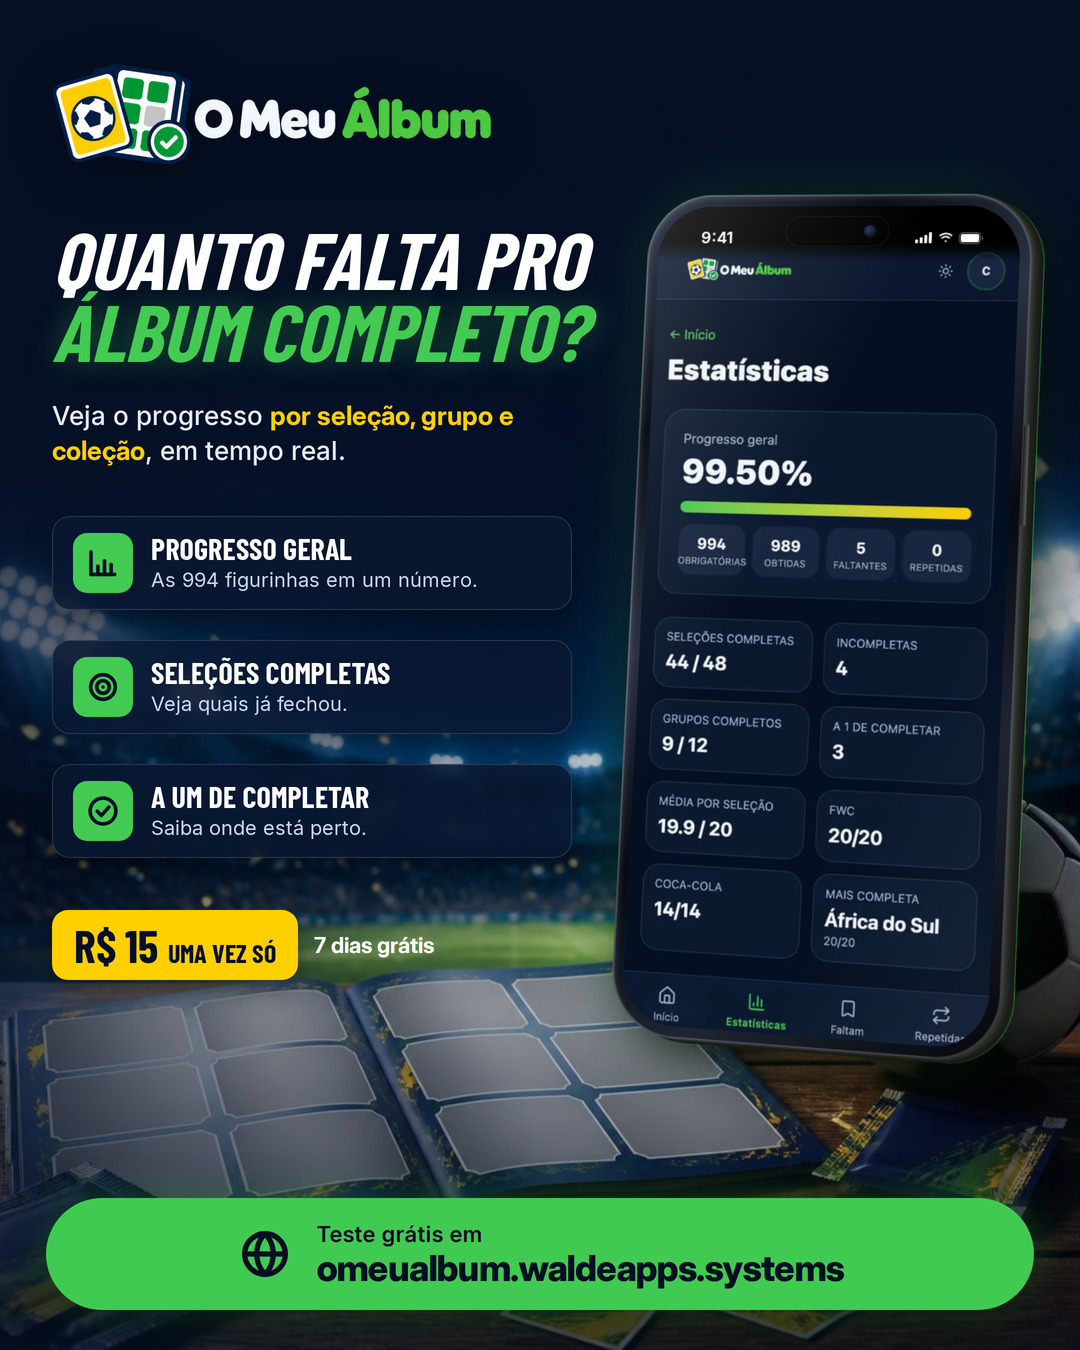 O Meu Álbum
QUANTO FALTA PRO
ÁLBUM COMPLETO?
Veja o progresso por seleção, grupo e
coleção, em tempo real.
PROGRESSO GERAL
As 994 figurinhas em um número.
SELEÇÕES COMPLETAS
Veja quais já fechou.
A UM DE COMPLETAR
Saiba onde está perto.
R$ 15 UMA VEZ SÓ
7 dias grátis
9:41
O Meu Álbum
C
← Início
Estatísticas
Progresso geral
99.50%
994
OBRIGATÓRIAS
989
OBTIDAS
5
FALTANTES
0
REPETIDAS
SELEÇÕES COMPLETAS
44 / 48
INCOMPLETAS
4
GRUPOS COMPLETOS
9 / 12
A 1 DE COMPLETAR
3
MÉDIA POR SELEÇÃO
19.9 / 20
FWC
20/20
COCA-COLA
14/14
MAIS COMPLETA
África do Sul
20/20
Início
Estatísticas
Faltam
Repetidas
Teste grátis em
omeualbum.waldeapps.systems